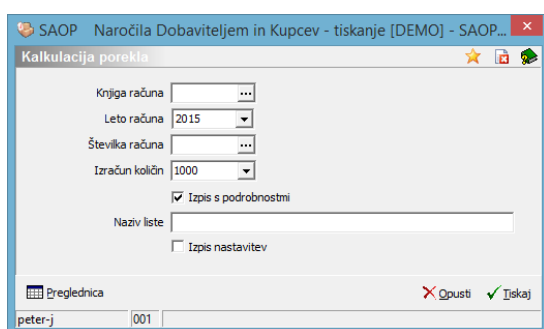 SAOP Naročila Dobaviteljem in Kupcev - tiskanje [DEMO] - SAOP...
Kalkulacija porekla
Knjiga računa ...
Leto računa 2015
Številka računa ...
Izračun količin 1000
Izpis s podrobnostmi
Naziv liste
Izpis nastavitev
Preglednica Opusti Tiskaj
peter-j 001